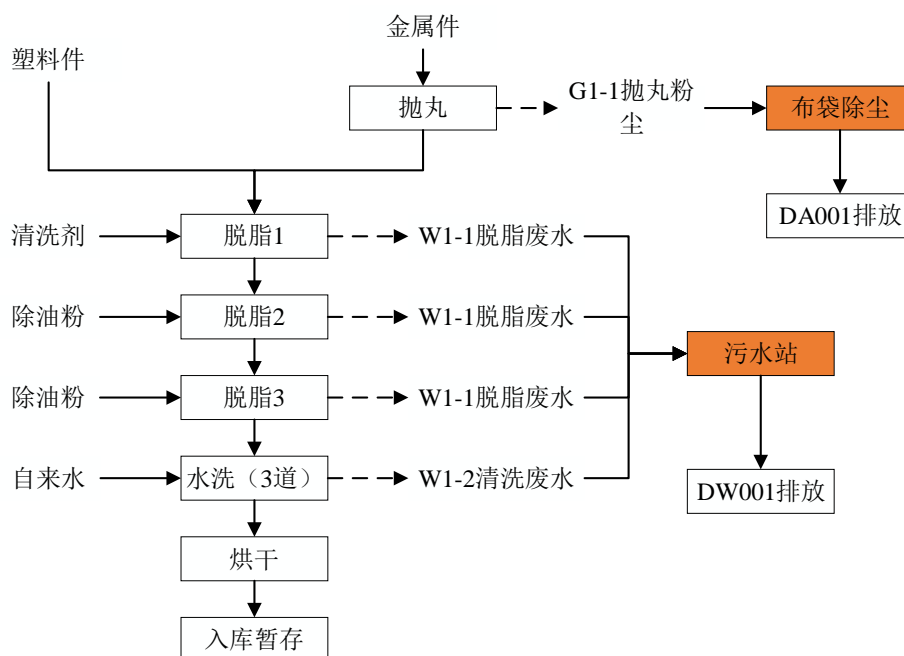 金属件
塑料件
抛丸
G1-1抛丸粉
尘
布袋除尘
DA001排放
清洗剂
脱脂1
W1-1脱脂废水
除油粉
脱脂2
W1-1脱脂废水
污水站
除油粉
脱脂3
W1-1脱脂废水
自来水
水洗（3道）
W1-2清洗废水
DW001排放
烘干
入库暂存